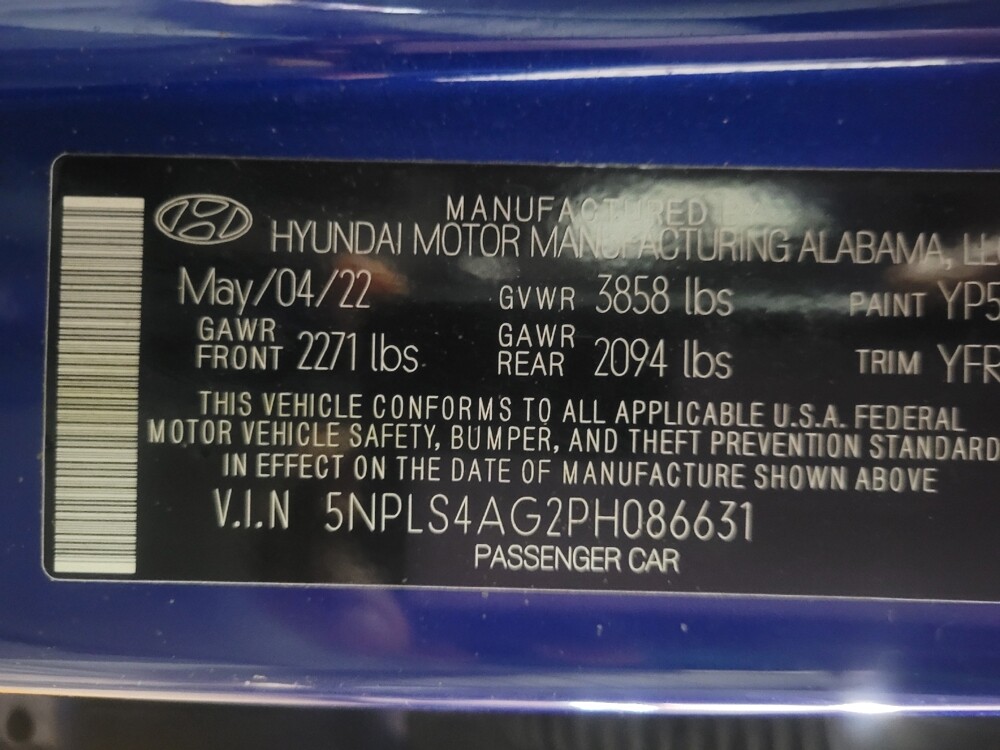 MANUFACTURED BY
HYUNDAI MOTOR MANUFACTURING ALABAMA, LLC
May/04/22 GVWR 3858 lbs PAINT YP5
GAWR FRONT 2271 lbs GAWR REAR 2094 lbs TRIM YFR
THIS VEHICLE CONFORMS TO ALL APPLICABLE U.S.A. FEDERAL
MOTOR VEHICLE SAFETY, BUMPER, AND THEFT PREVENTION STANDARD
IN EFFECT ON THE DATE OF MANUFACTURE SHOWN ABOVE
V.I.N 5NPLS4AG2PH086631
PASSENGER CAR